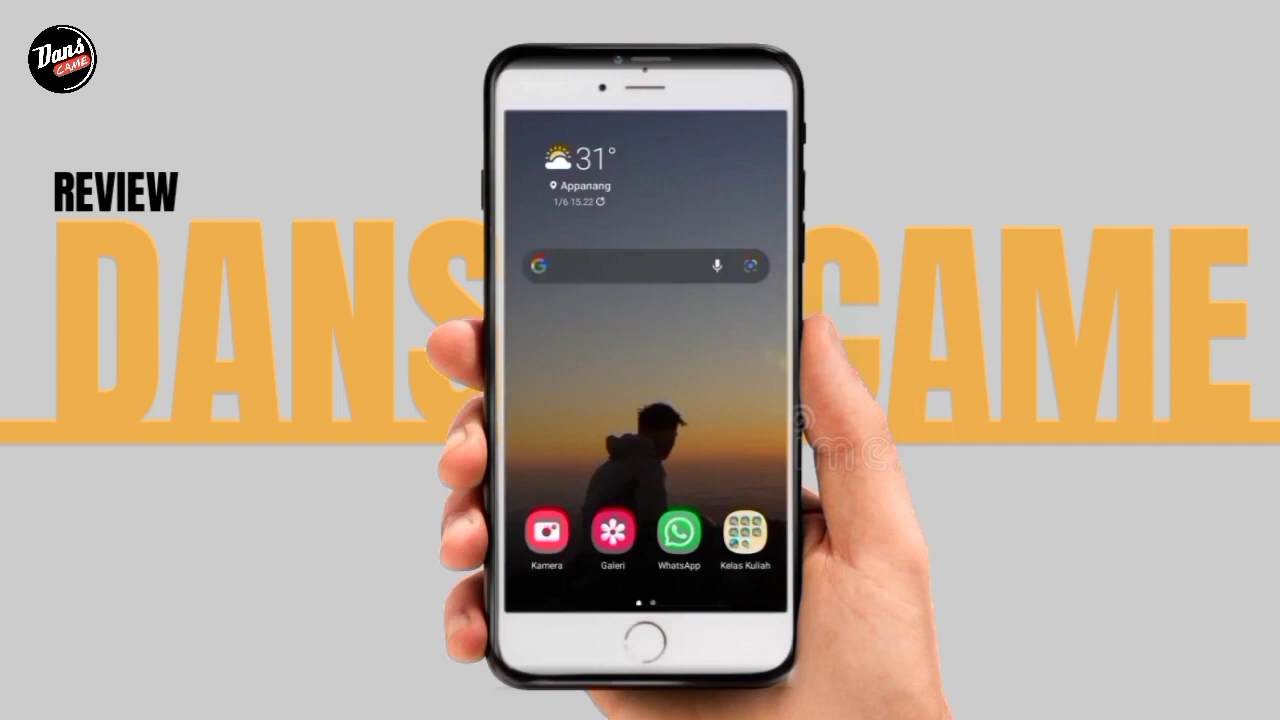 Dans
GAME
REVIEW
DANS GAME
31°
Appanang
1/6 15.22
Kamera
Galeri
WhatsApp
Kelas Kuliah